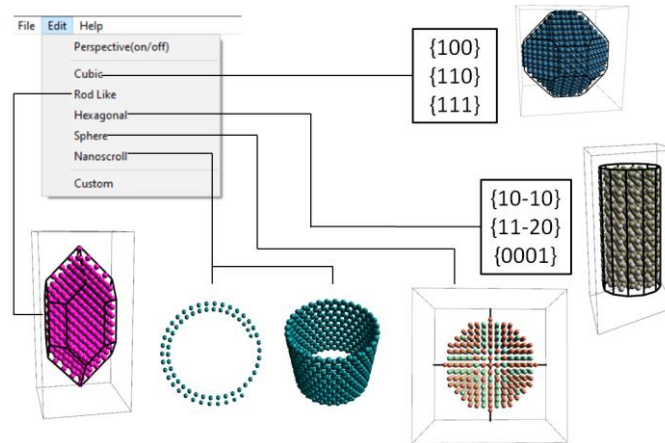 File Edit Help
Perspective(on/off)
Cubic
Rod Like
Hexagonal
Sphere
Nanoscroll
Custom
{100}
{110}
{111}
{10-10}
{11-20}
{0001}